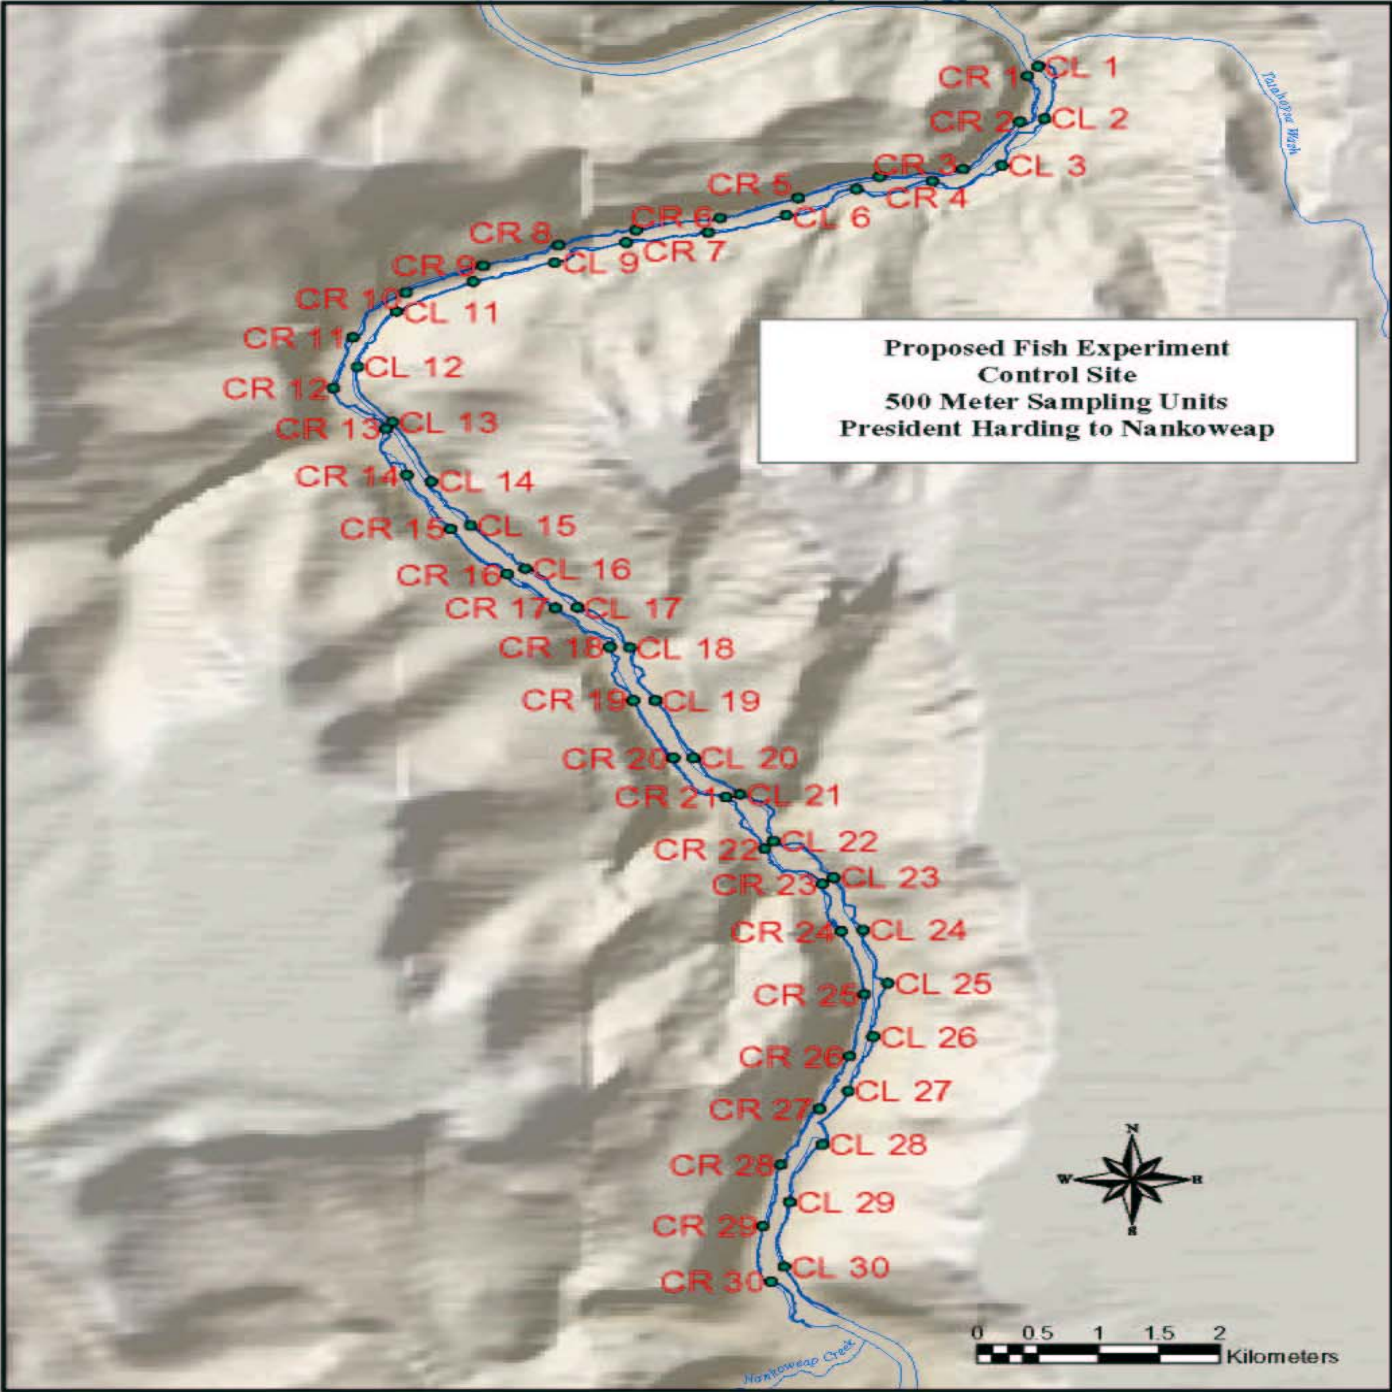 CR 1
CL 1
CR 2
CL 2
Tatahoysa Wash
CR 3
CL 3
CR 4
CR 5
CR 6
CL 6
CR 7
CR 8
CL 9
CR 9
CR 10
CL 11
CR 11
CL 12
CR 12
Proposed Fish Experiment
Control Site
500 Meter Sampling Units
President Harding to Nankoweap
CR 13
CL 13
CR 14
CL 14
CR 15
CL 15
CR 16
CL 16
CR 17
CL 17
CR 18
CL 18
CR 19
CL 19
CR 20
CL 20
CR 21
CL 21
CR 22
CL 22
CR 23
CL 23
CR 24
CL 24
CR 25
CL 25
CR 26
CL 26
CR 27
CL 27
CR 28
CL 28
CR 29
CL 29
CR 30
CL 30
N
W E
S
0 0.5 1 1.5 2
Kilometers
Nankoweap Creek